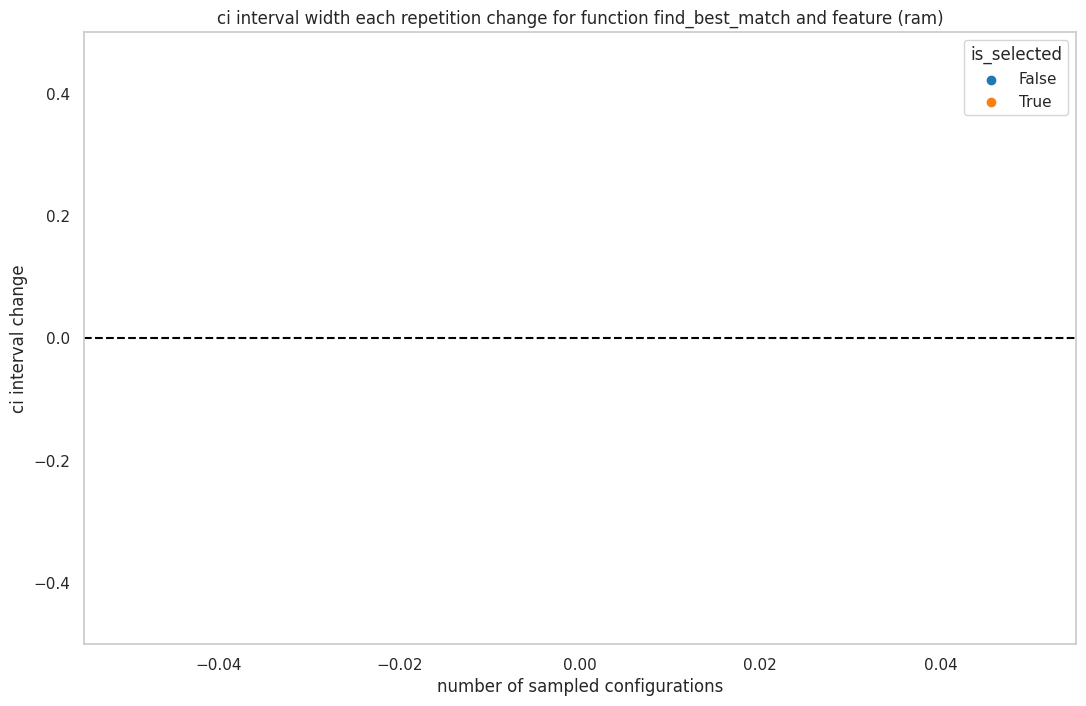 ci interval width each repetition change for function find_best_match and feature (ram)
is_selected
False
True
0.4
0.2
0.0
−0.2
−0.4
ci interval change
−0.04
−0.02
0.00
0.02
0.04
number of sampled configurations